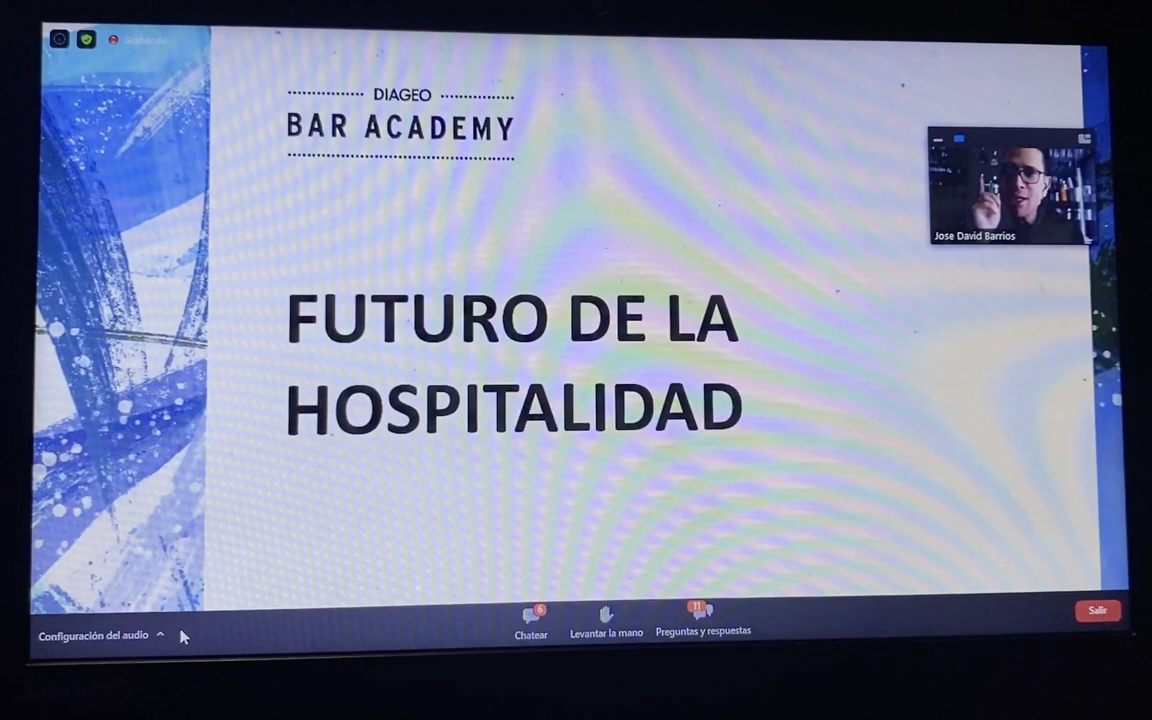 Grabando
DIAGEO
BAR ACADEMY
FUTURO DE LA
HOSPITALIDAD
Jose David Barrios
Configuración del audio
6
Chatear
Levantar la mano
11
Preguntas y respuestas
Salir